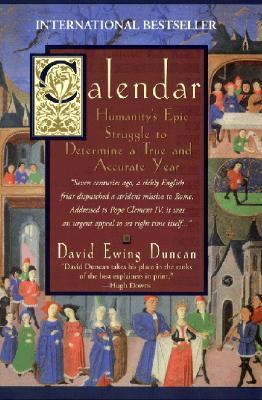 INTERNATIONAL BESTSELLER
Calendar
Humanity's Epic
Struggle to
Determine a True and
Accurate Year
"Seven centuries ago, a sickly English
friar dispatched a strident missive to Rome.
Addressed to Pope Clement IV, it was
an urgent appeal to set right time itself..."
David Ewing Duncan
"David Duncan takes his place in the ranks
of the best explainers in print."
—Hugh Downs